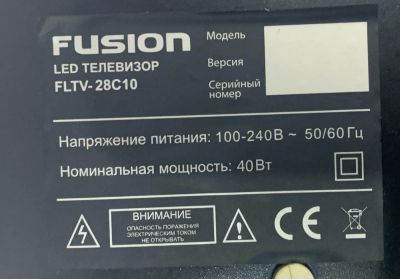 FUSION
LED ТЕЛЕВИЗОР
FLTV-28C10
Модель
Версия
Серийный
номер
Напряжение питания: 100-240В ~ 50/60Гц
Номинальная мощность: 40Вт
ВНИМАНИЕ
ОПАСНОСТЬ ПОРАЖЕНИЯ
ЭЛЕКТРИЧЕСКИМ ТОКОМ
НЕ ОТКРЫВАТЬ
CE